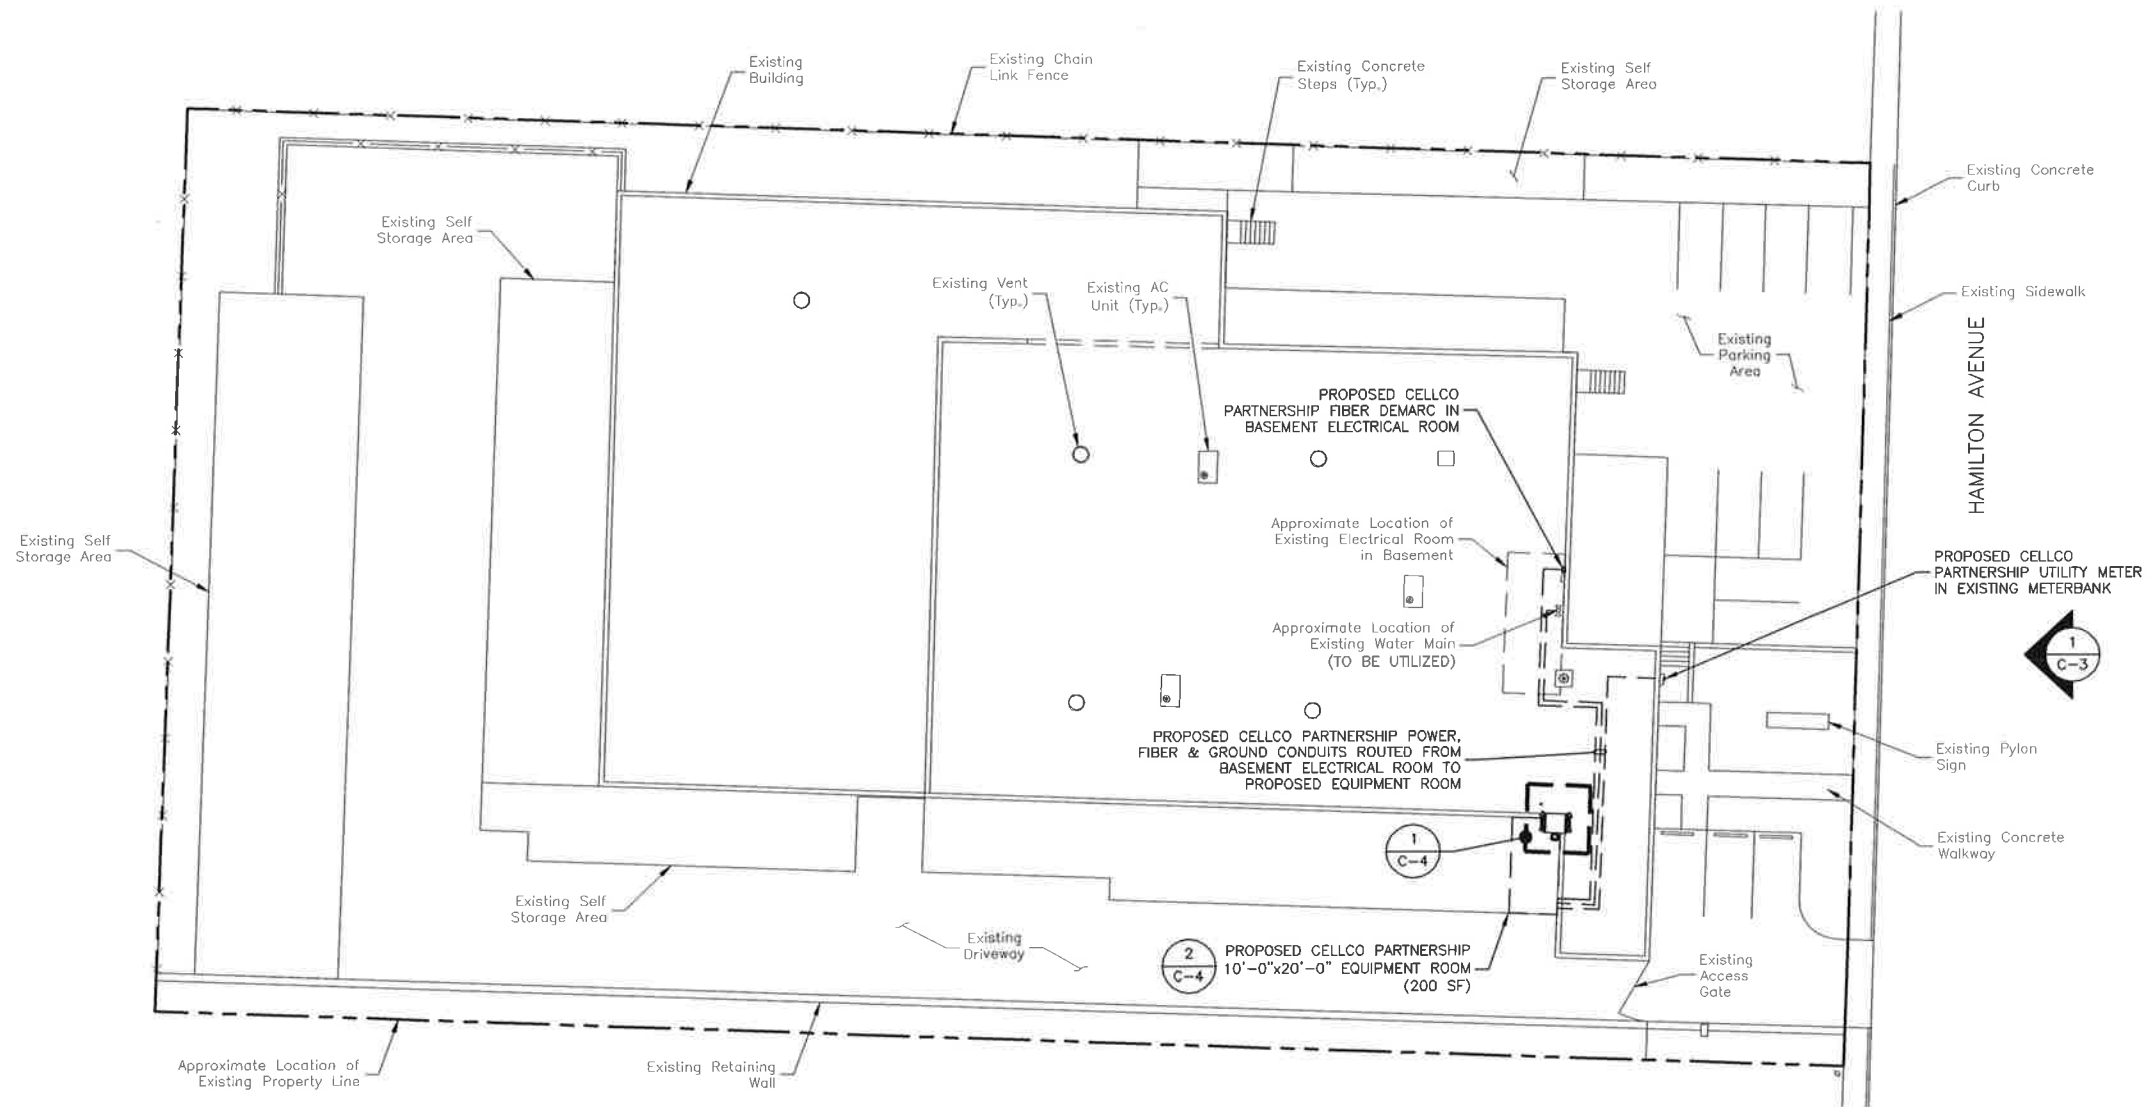 Existing
Building
Existing Chain
Link Fence
Existing Concrete
Steps (Typ.)
Existing Self
Storage Area
Existing Concrete
Curb
Existing Self
Storage Area
Existing Vent
(Typ.)
Existing AC
Unit (Typ.)
Existing Sidewalk
HAMILTON AVENUE
Existing
Parking
Area
PROPOSED CELLCO
PARTNERSHIP FIBER DEMARC IN
BASEMENT ELECTRICAL ROOM
Existing Self
Storage Area
Approximate Location of
Existing Electrical Room
in Basement
PROPOSED CELLCO
PARTNERSHIP UTILITY METER
IN EXISTING METERBANK
Approximate Location of
Existing Water Main
(TO BE UTILIZED)
1
C-3
PROPOSED CELLCO PARTNERSHIP POWER,
FIBER & GROUND CONDUITS ROUTED FROM
BASEMENT ELECTRICAL ROOM TO
PROPOSED EQUIPMENT ROOM
Existing Pylon
Sign
1
C-4
Existing Concrete
Walkway
Existing Self
Storage Area
Existing
Driveway
2
C-4
PROPOSED CELLCO PARTNERSHIP
10'-0"x20'-0" EQUIPMENT ROOM
(200 SF)
Existing
Access
Gate
Approximate Location of
Existing Property Line
Existing Retaining
Wall